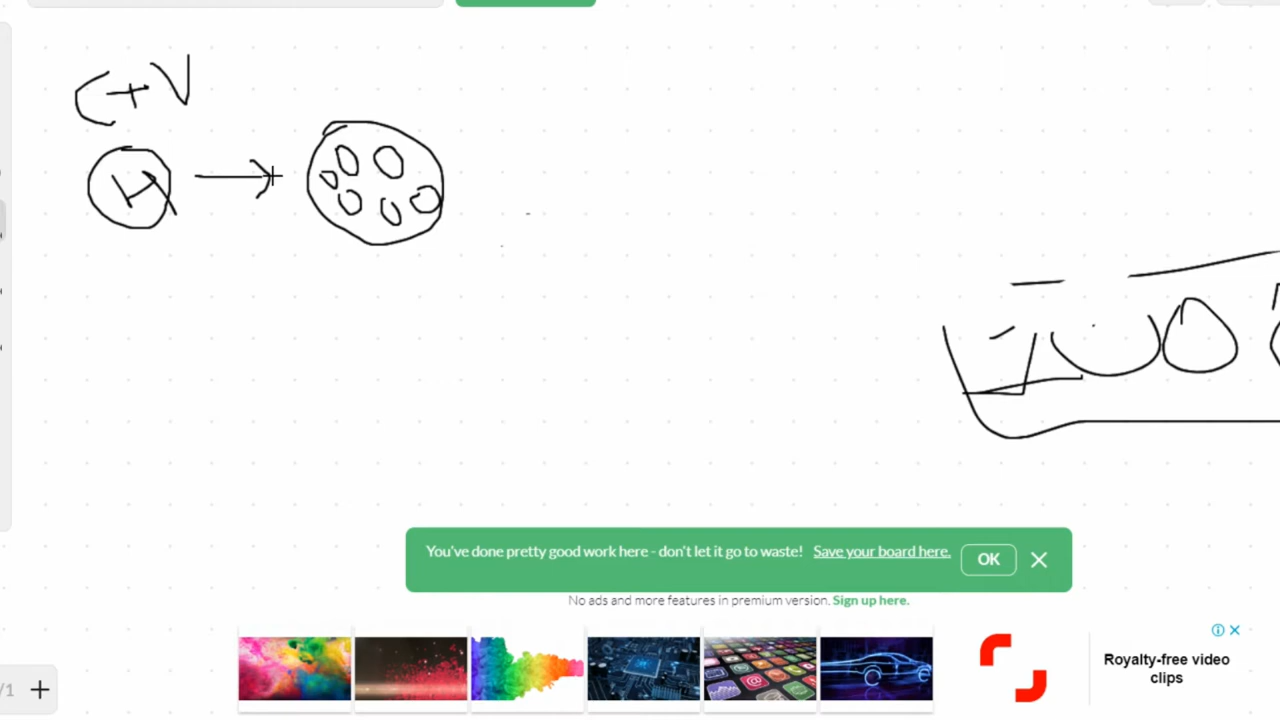 C+V
H
You've done pretty good work here - don't let it go to waste! Save your board here. OK
No ads and more features in premium version. Sign up here.
/1 +
Royalty-free video
clips